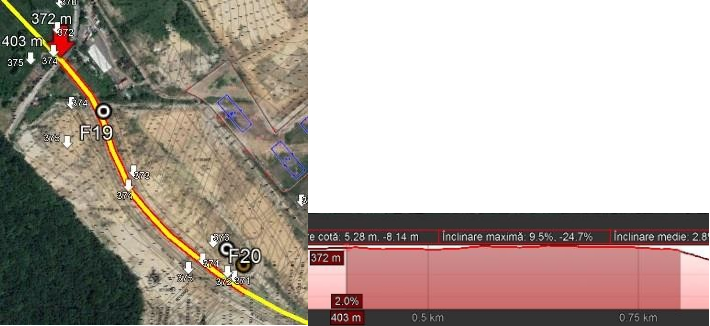 372 m
372
403 m
374
375
374
F19
375
373
374
373
F20
371
375
372
371
re cotă: 5.28 m, -8.14 m
Înclinare maximă: 9.5%, -24.7%
Înclinare medie: 2.8
372 m
2.0%
403 m
0.5 km
0.75 km